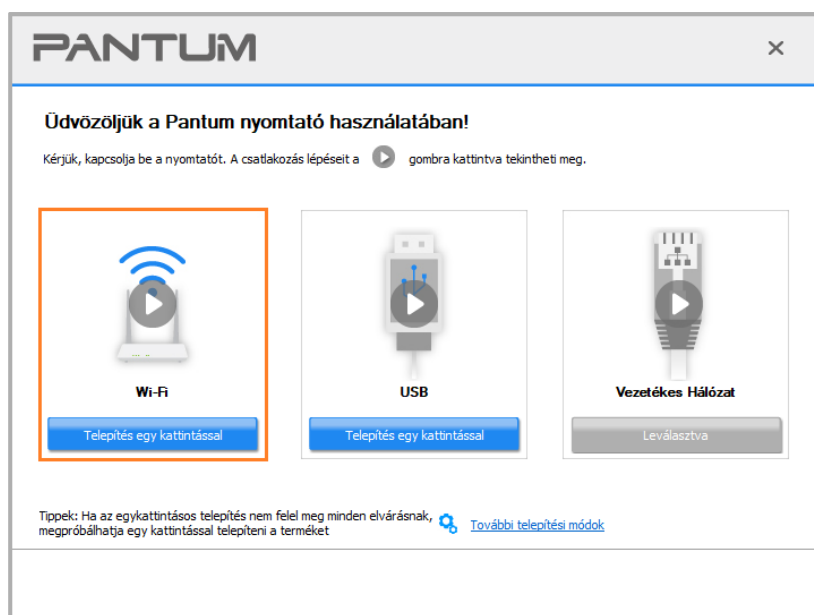 PANTUM
Üdvözöljük a Pantum nyomtató használatában!
Kérjük, kapcsolja be a nyomtatót. A csatlakozás lépéseit a gombra kattintva tekintheti meg.
Wi-Fi
USB
Vezetékes Hálózat
Telepítés egy kattintással
Telepítés egy kattintással
Leválasztva
Tippek: Ha az egykattintásos telepítés nem felel meg minden elvárásnak,
megpróbálhatja egy kattintással telepíteni a terméket
További telepítési módok